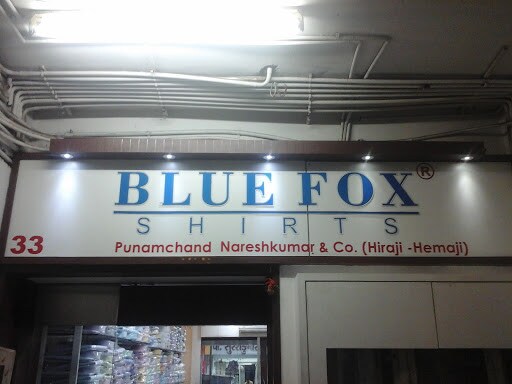 BLUE FOX ®
SHIRTS
33
Punamchand Nareshkumar & Co. (Hiraji -Hemaji)